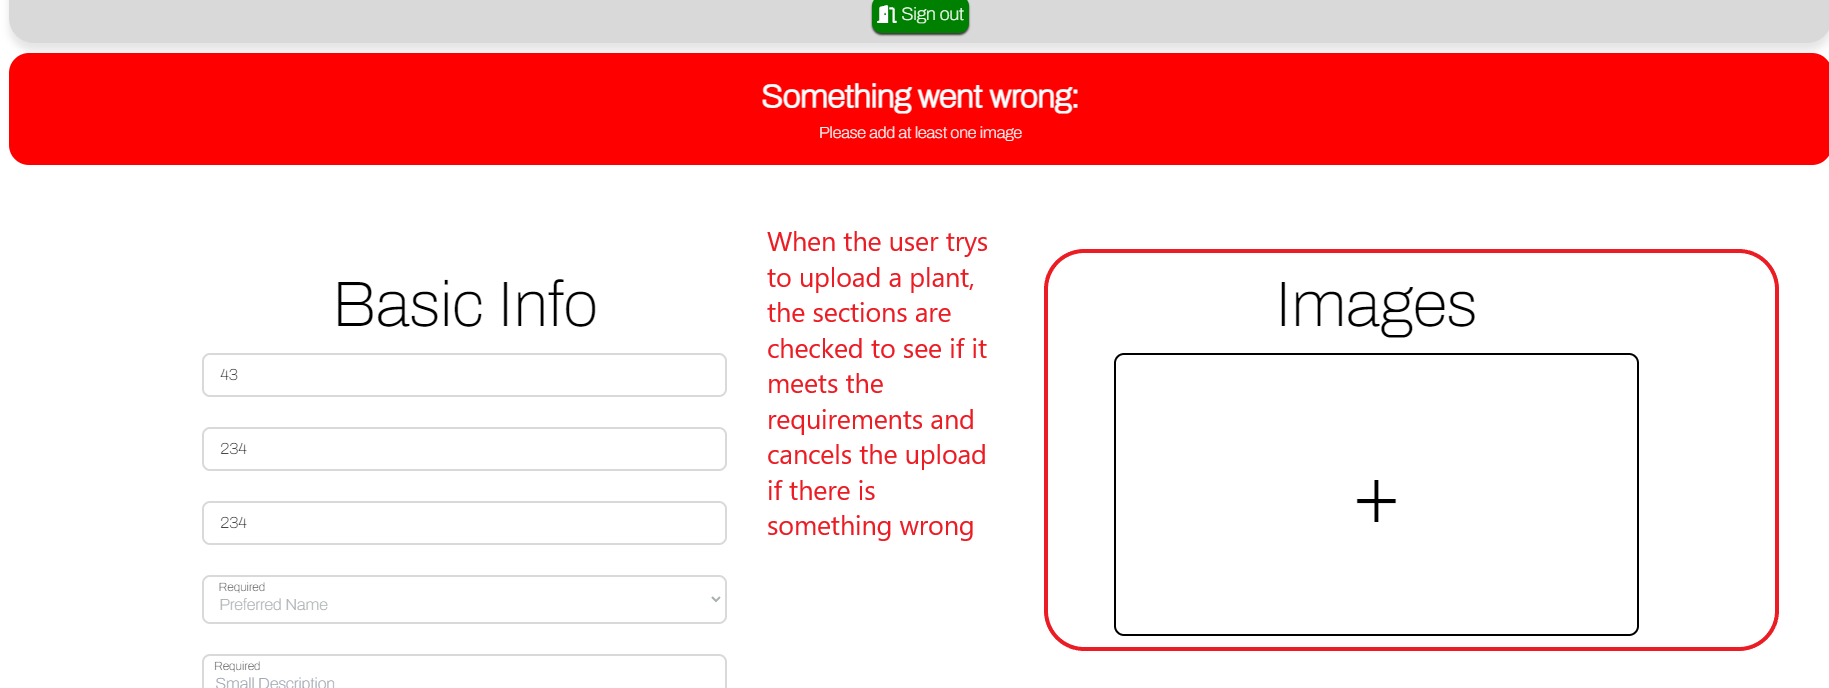 Sign out
Something went wrong:
Please add at least one image
Basic Info
43
234
234
Required
Preferred Name
Required
Small Description
When the user trys
to upload a plant,
the sections are
checked to see if it
meets the
requirements and
cancels the upload
if there is
something wrong
Images